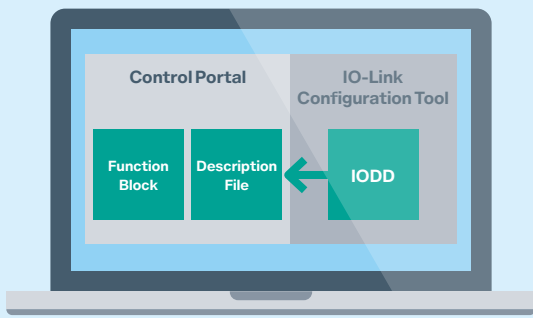 Control Portal
IO-Link
Configuration Tool
Function
Block
Description
File
IODD